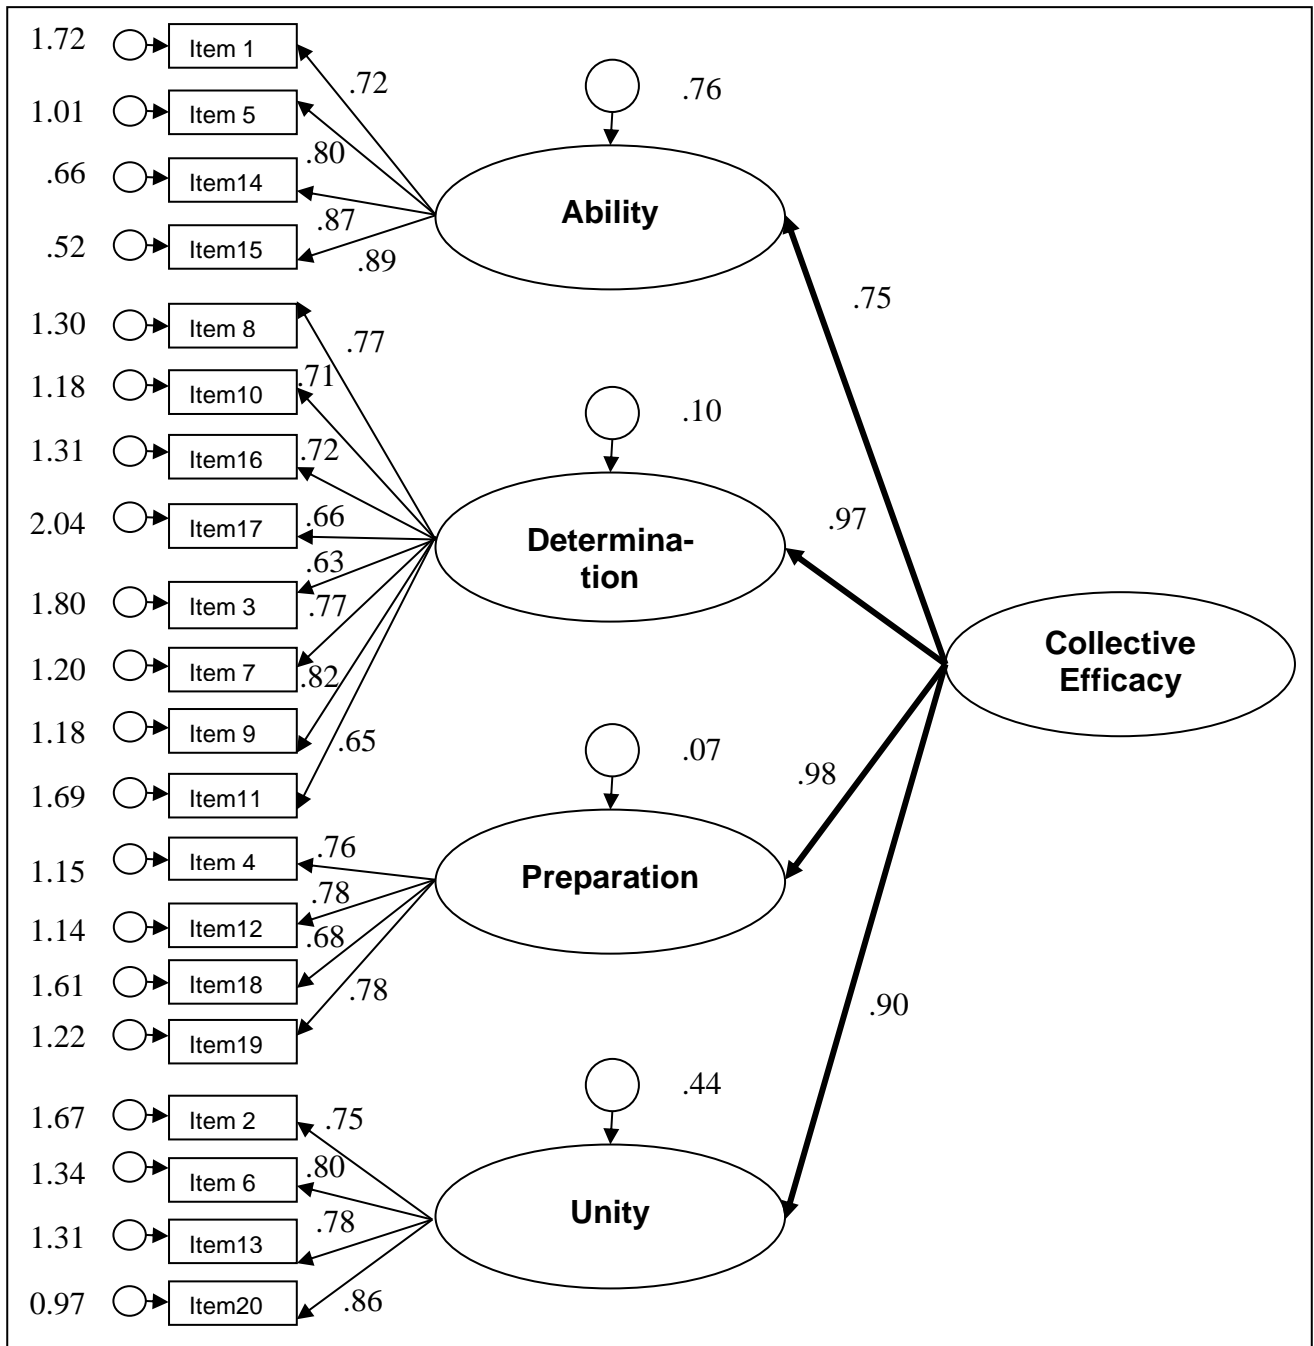 1.72 Item 1 .72
1.01 Item 5 .80
.66 Item14 .87
.52 Item15 .89
.76
Ability
.75
1.30 Item 8 .77
1.18 Item10 .71
1.31 Item16 .72
2.04 Item17 .66
1.80 Item 3 .63
1.20 Item 7 .77
1.18 Item 9 .82
1.69 Item11 .65
.10
Determina-
tion
.97
Collective
Efficacy
1.15 Item 4 .76
1.14 Item12 .78
1.61 Item18 .68
1.22 Item19 .78
.07
Preparation
.98
1.67 Item 2 .75
1.34 Item 6 .80
1.31 Item13 .78
0.97 Item20 .86
.44
Unity
.90